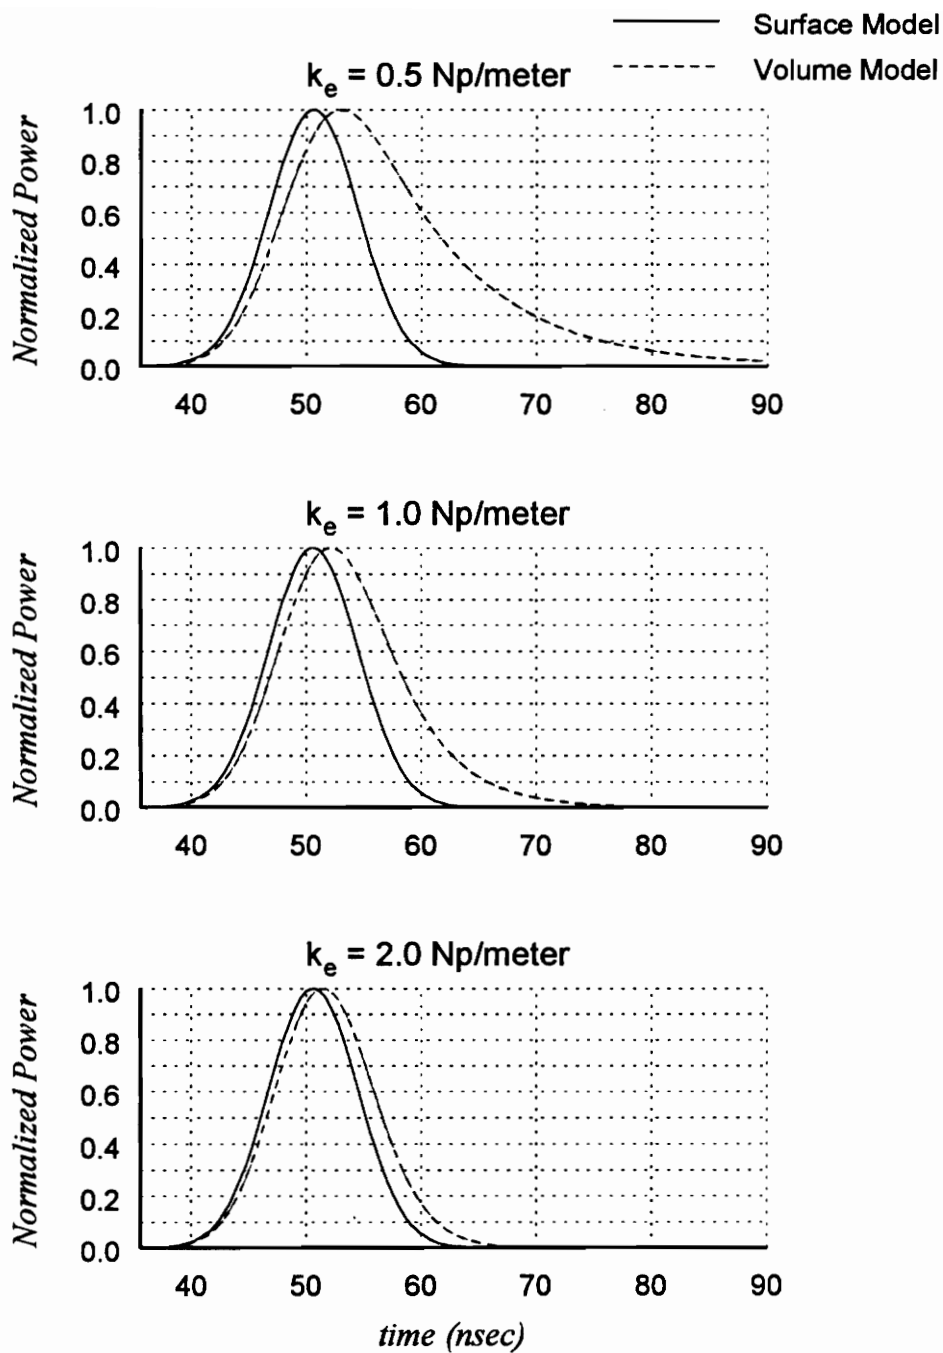 Surface Model
Volume Model
kₑ = 0.5 Np/meter
Normalized Power
1.0
0.8
0.6
0.4
0.2
0.0
40 50 60 70 80 90
kₑ = 1.0 Np/meter
Normalized Power
1.0
0.8
0.6
0.4
0.2
0.0
40 50 60 70 80 90
kₑ = 2.0 Np/meter
Normalized Power
1.0
0.8
0.6
0.4
0.2
0.0
40 50 60 70 80 90
time (nsec)